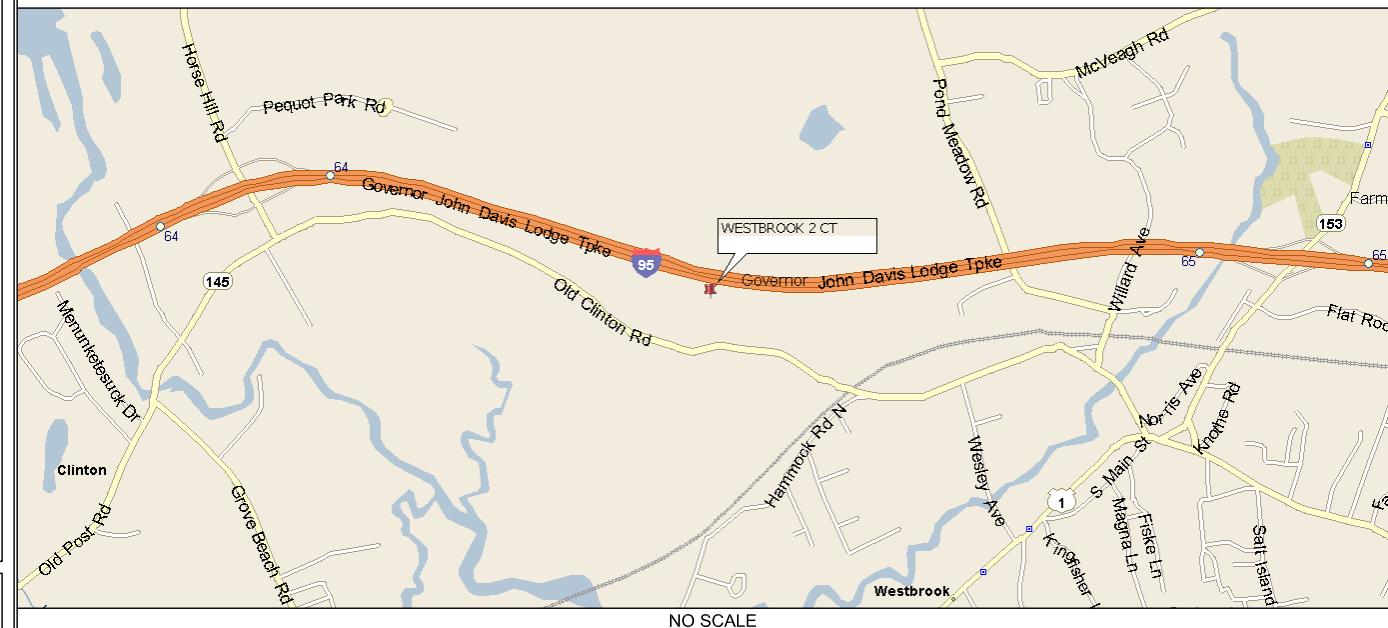 McVeagh Rd
Horse Hill Rd
Pequot Park Rd
Pond Meadow Rd
64
Governor John Davis Lodge Tpke
64
WESTBROOK 2 CT
153
Farm
95
Governor John Davis Lodge Tpke
Willard Ave
65
65
145
Old Clinton Rd
Menunketesuck Dr
Flat Roc
Norris Ave
Knothe Rd
Hammock Rd N
Wesley Ave
S Main St
1
Clinton
Old Post Rd
Grove Beach Rd
Magna Ln
Fiske Ln
Kingfisher
Salt Island
Fa
Westbrook
NO SCALE